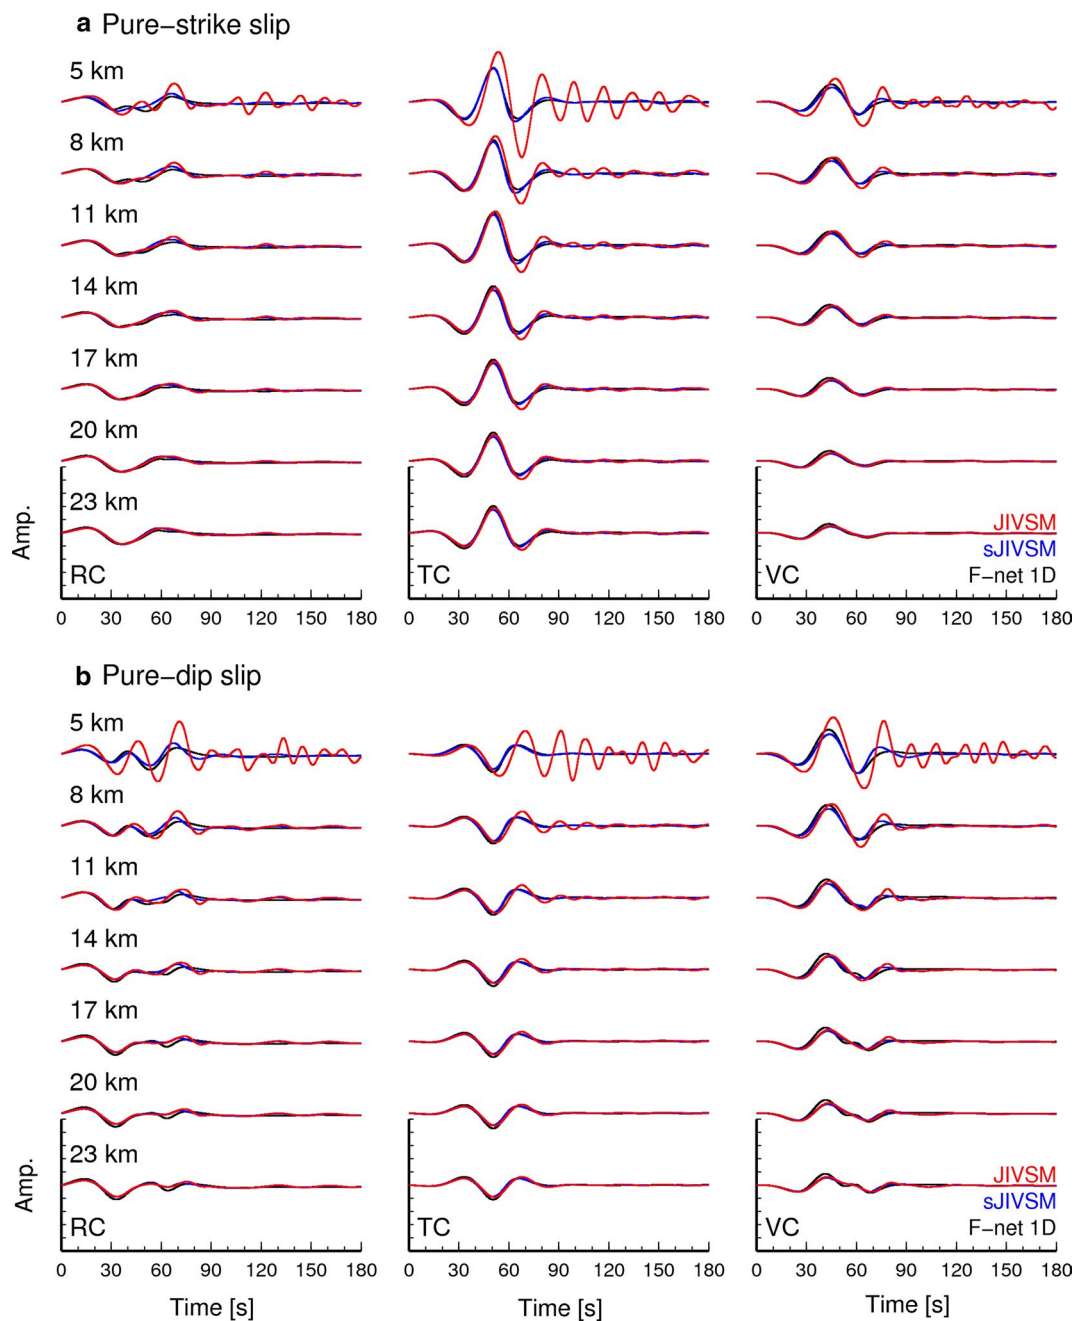 a Pure-strike slip
5 km
8 km
11 km
14 km
17 km
20 km
23 km
Amp.
RC
TC
VC
JIVSM
sJIVSM
F-net 1D
0 30 60 90 120 150 180
0 30 60 90 120 150 180
0 30 60 90 120 150 180
b Pure-dip slip
5 km
8 km
11 km
14 km
17 km
20 km
23 km
Amp.
RC
TC
VC
JIVSM
sJIVSM
F-net 1D
0 30 60 90 120 150 180
0 30 60 90 120 150 180
0 30 60 90 120 150 180
Time [s]
Time [s]
Time [s]